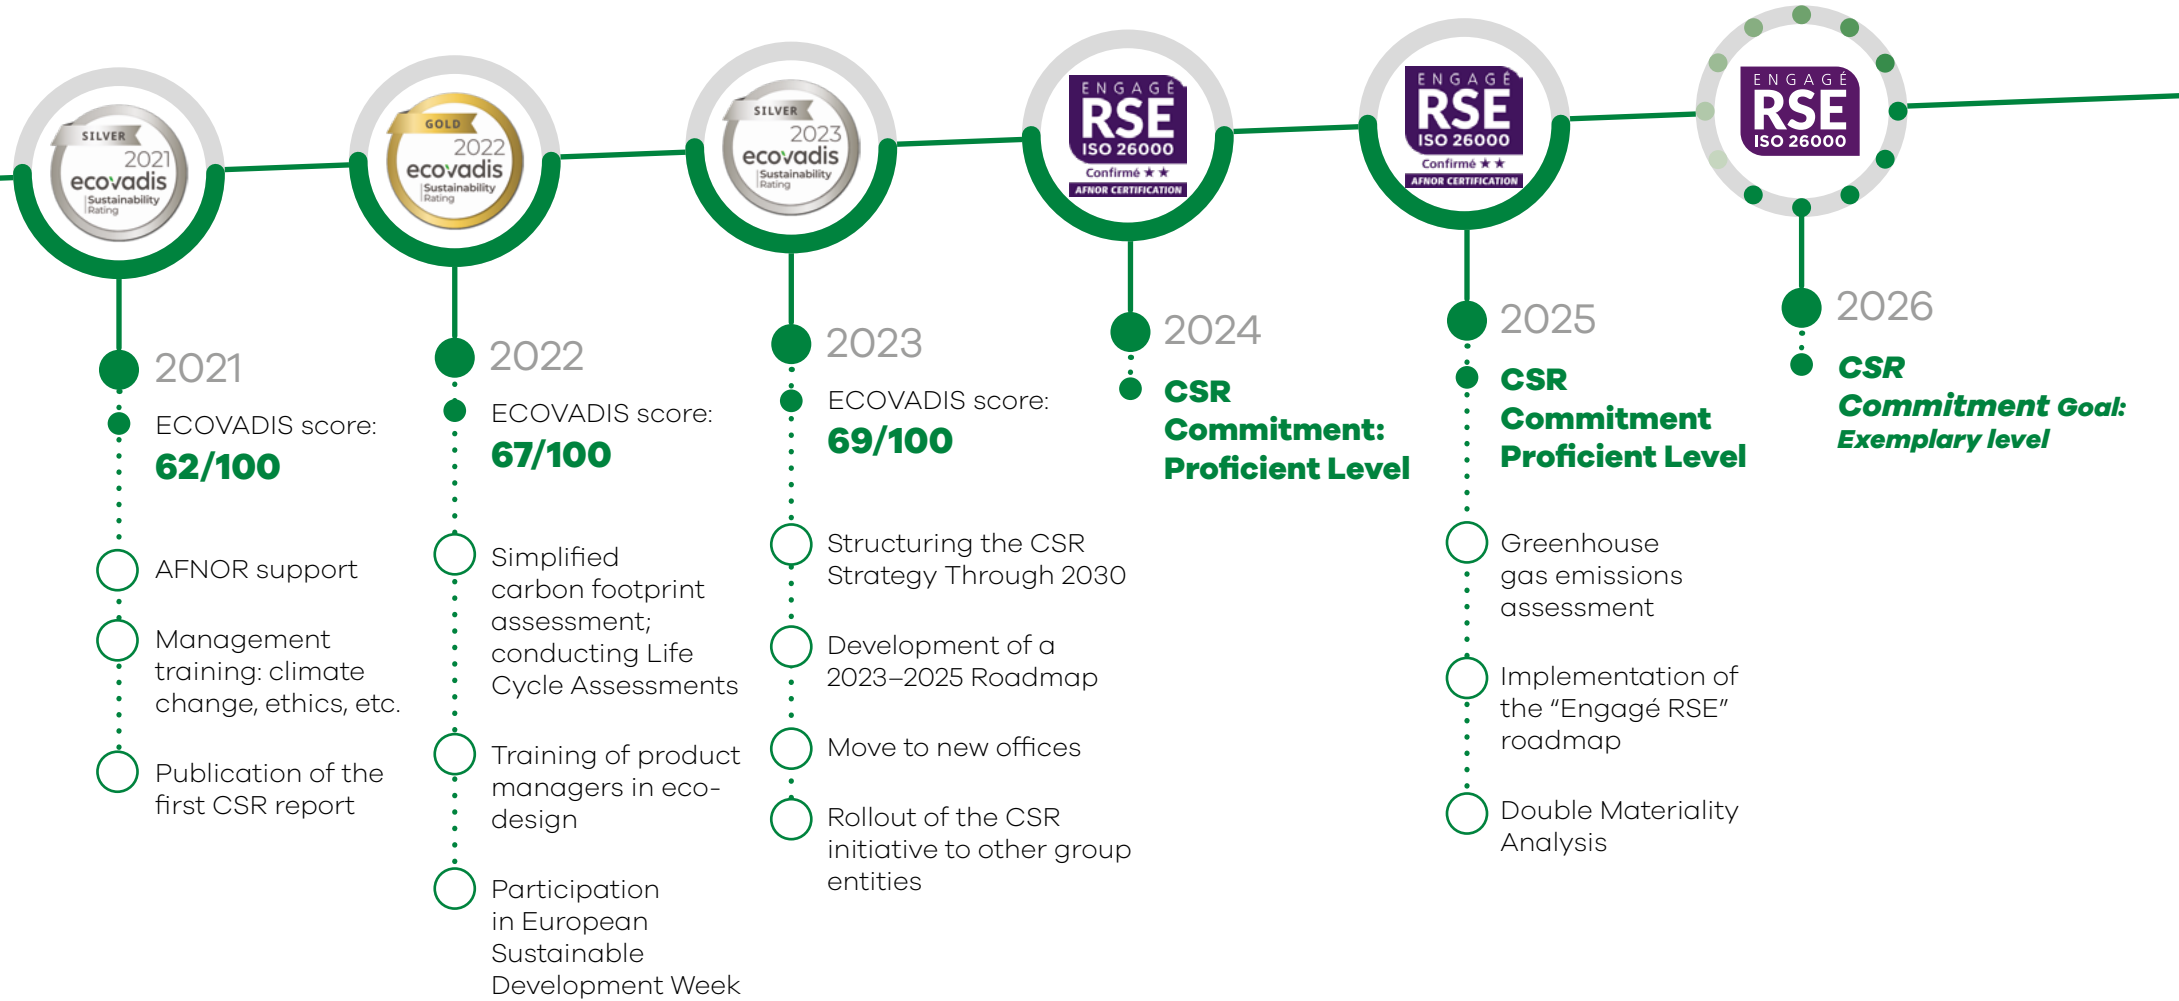 SILVER
2021
ecovadis
Sustainability
Rating
2021
ECOVADIS score:
62/100
AFNOR support
Management
training: climate
change, ethics, etc.
Publication of the
first CSR report
GOLD
2022
ecovadis
Sustainability
Rating
2022
ECOVADIS score:
67/100
Simplified
carbon footprint
assessment;
conducting Life
Cycle Assessments
Training of product
managers in eco-
design
Participation
in European
Sustainable
Development Week
SILVER
2023
ecovadis
Sustainability
Rating
2023
ECOVADIS score:
69/100
Structuring the CSR
Strategy Through 2030
Development of a
2023–2025 Roadmap
Move to new offices
Rollout of the CSR
initiative to other group
entities
ENGAGÉ
RSE
ISO 26000
Confirmé ★★
AFNOR CERTIFICATION
2024
CSR
Commitment:
Proficient Level
ENGAGÉ
RSE
ISO 26000
Confirmé ★★
AFNOR CERTIFICATION
2025
CSR
Commitment
Proficient Level
Greenhouse
gas emissions
assessment
Implementation of
the “Engagé RSE”
roadmap
Double Materiality
Analysis
ENGAGÉ
RSE
ISO 26000
2026
CSR
Commitment Goal:
Exemplary level